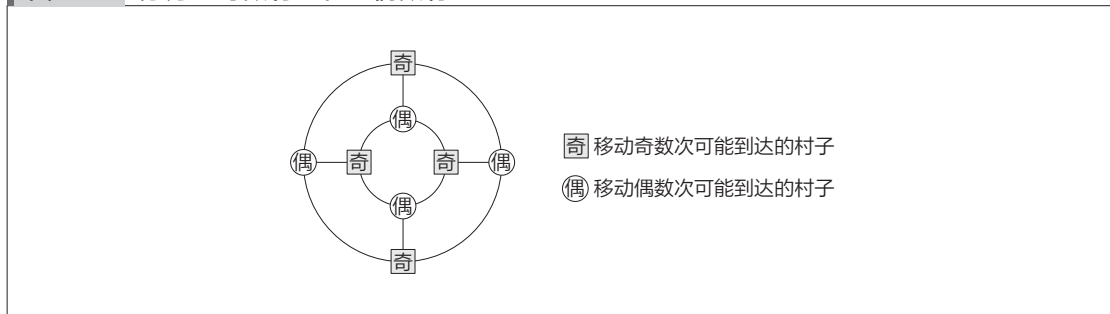 奇
偶
偶 奇 奇 偶
偶
奇
奇 移动奇数次可能到达的村子
偶 移动偶数次可能到达的村子